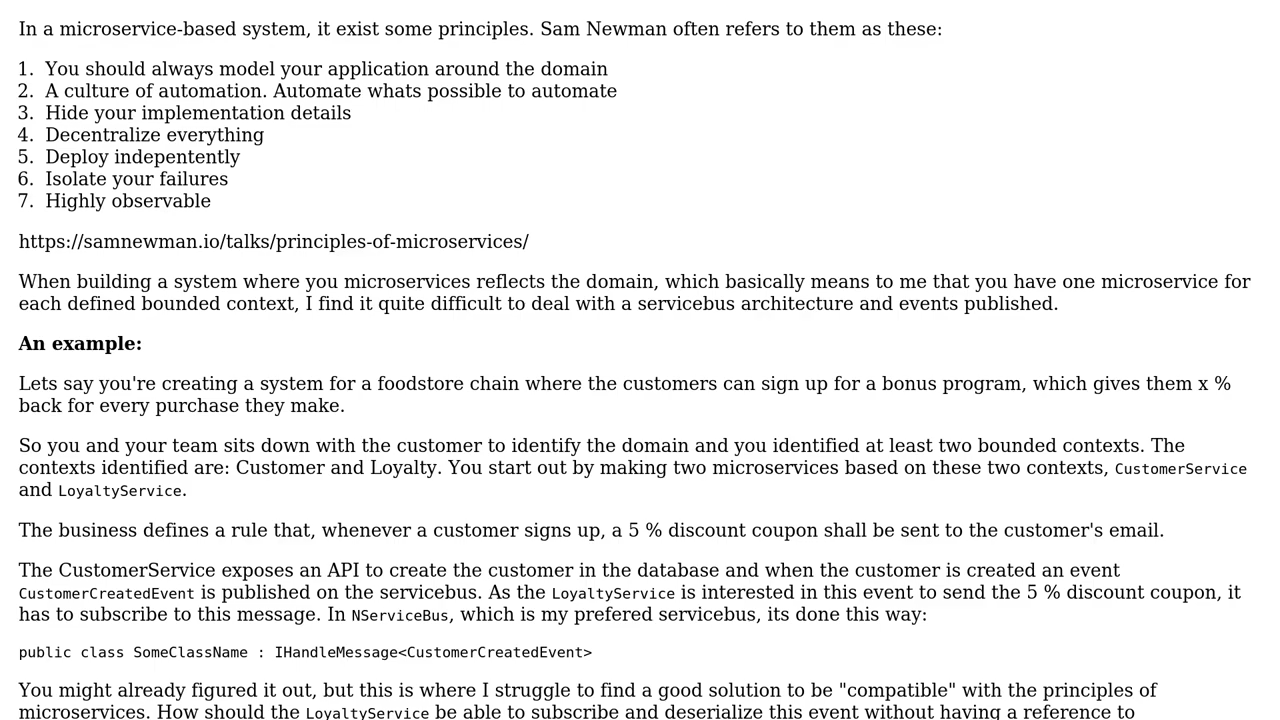 In a microservice-based system, it exist some principles. Sam Newman often refers to them as these:
1. You should always model your application around the domain
2. A culture of automation. Automate whats possible to automate
3. Hide your implementation details
4. Decentralize everything
5. Deploy indepentently
6. Isolate your failures
7. Highly observable
https://samnewman.io/talks/principles-of-microservices/
When building a system where you microservices reflects the domain, which basically means to me that you have one microservice for
each defined bounded context, I find it quite difficult to deal with a servicebus architecture and events published.
An example:
Lets say you're creating a system for a foodstore chain where the customers can sign up for a bonus program, which gives them x %
back for every purchase they make.
So you and your team sits down with the customer to identify the domain and you identified at least two bounded contexts. The
contexts identified are: Customer and Loyalty. You start out by making two microservices based on these two contexts, CustomerService
and LoyaltyService.
The business defines a rule that, whenever a customer signs up, a 5 % discount coupon shall be sent to the customer's email.
The CustomerService exposes an API to create the customer in the database and when the customer is created an event
CustomerCreatedEvent is published on the servicebus. As the LoyaltyService is interested in this event to send the 5 % discount coupon, it
has to subscribe to this message. In NServiceBus, which is my prefered servicebus, its done this way:
public class SomeClassName : IHandleMessage<CustomerCreatedEvent>
You might already figured it out, but this is where I struggle to find a good solution to be "compatible" with the principles of
microservices. How should the LoyaltyService be able to subscribe and deserialize this event without having a reference to